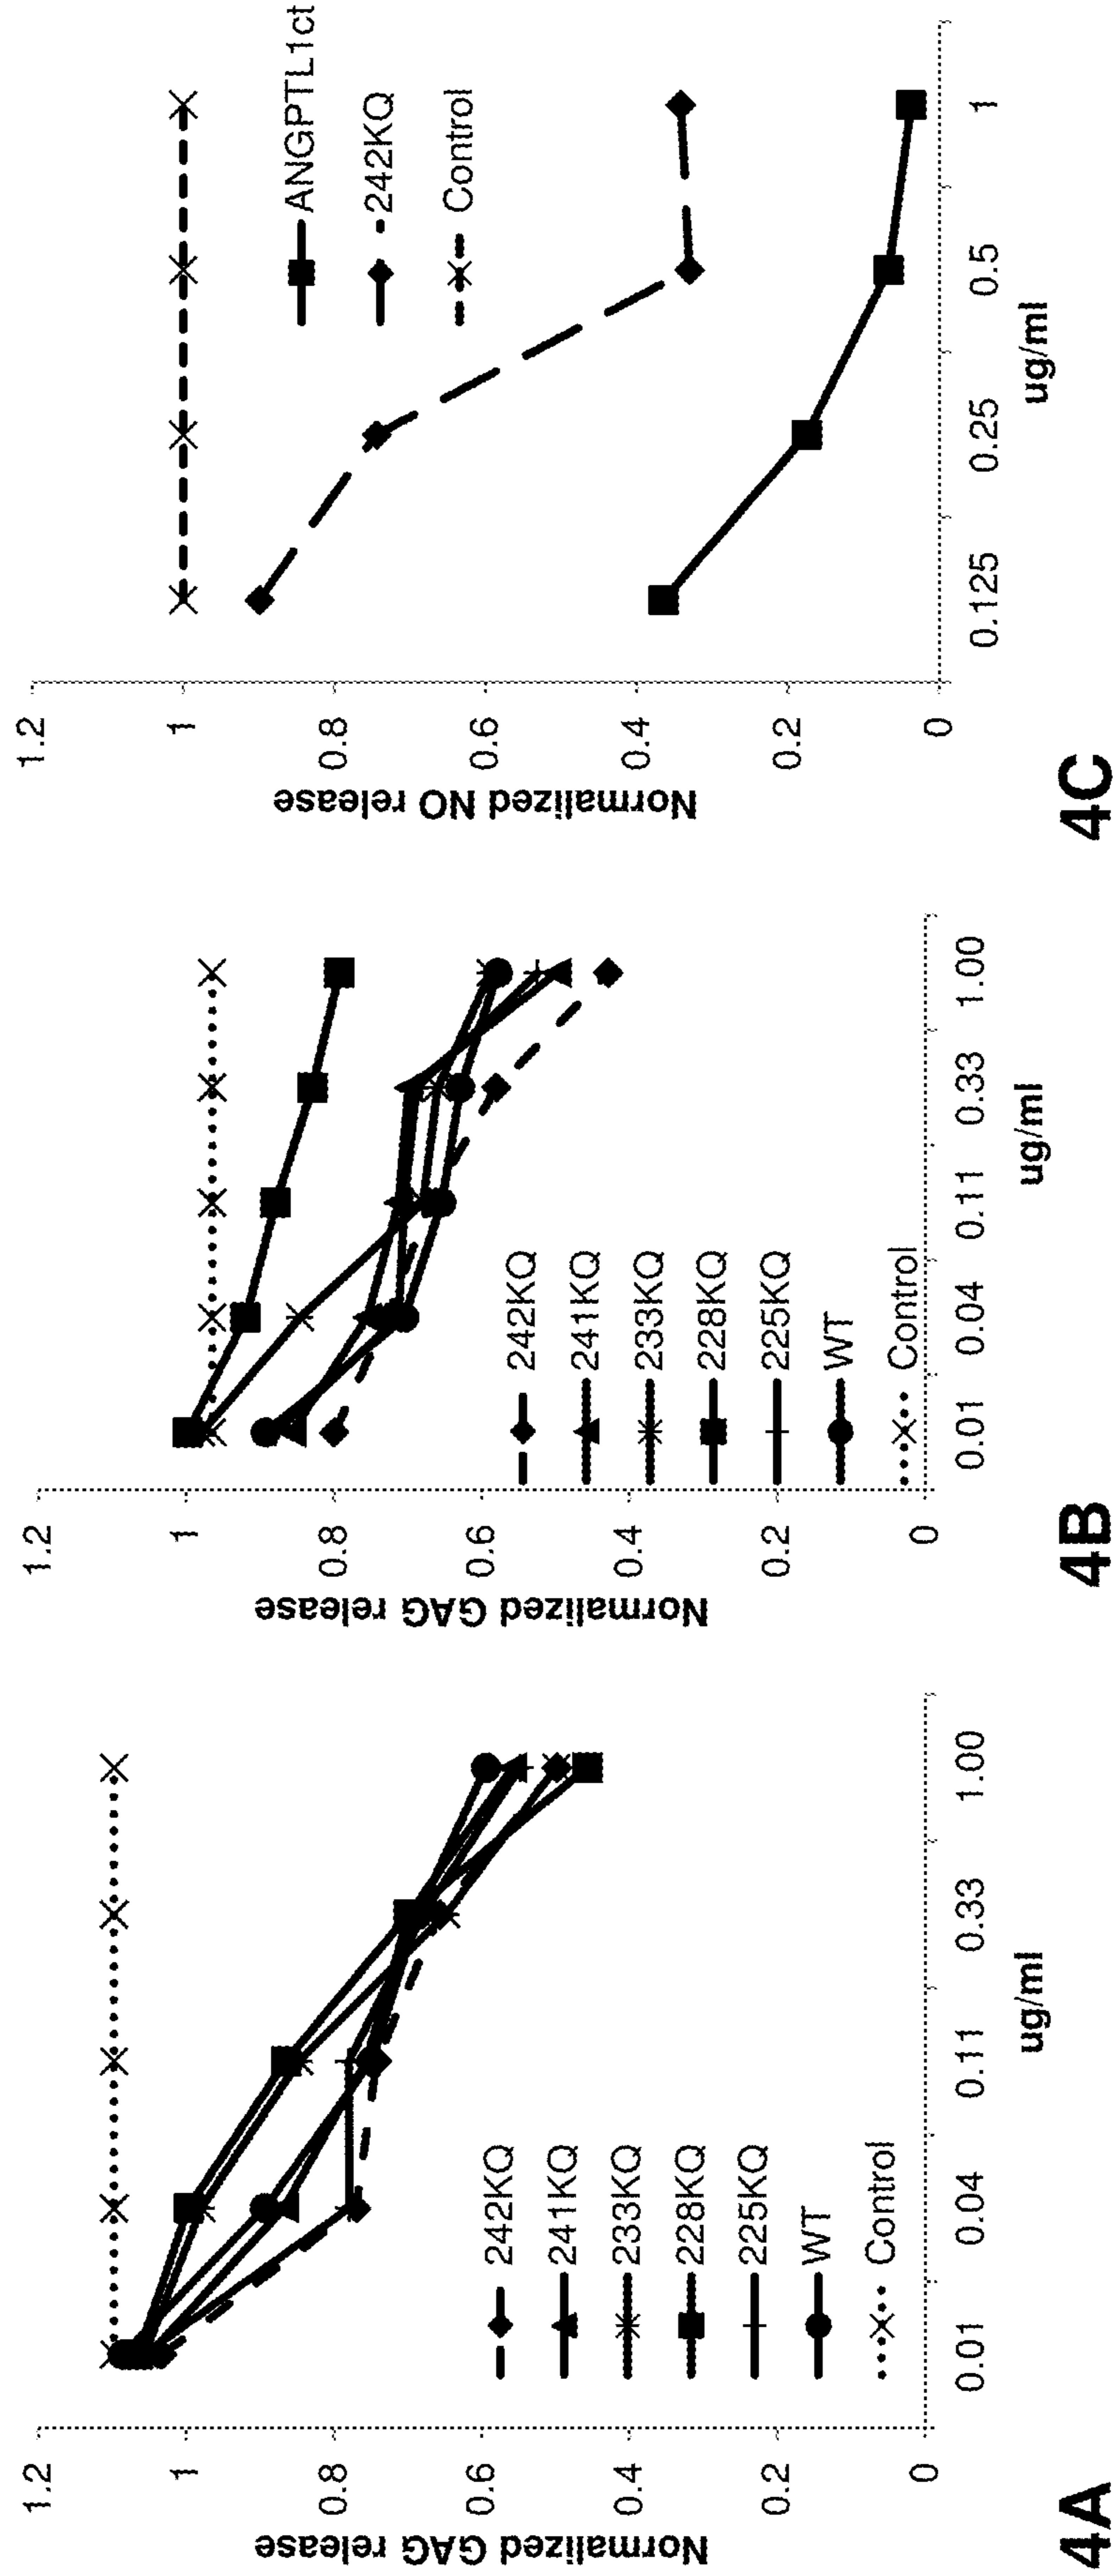 Normalized GAG release
1.2
1
0.8
0.6
0.4
0.2
0
242KQ
241KQ
233KQ
228KQ
225KQ
WT
Control
0.01 0.04 0.11 0.33 1.00
ug/ml
4A
Normalized GAG release
1.2
1
0.8
0.6
0.4
0.2
0
242KQ
241KQ
233KQ
228KQ
225KQ
WT
Control
0.01 0.04 0.11 0.33 1.00
ug/ml
4B
Normalized NO release
1.2
1
0.8
0.6
0.4
0.2
0
ANGPTL1ct
242KQ
Control
0.125 0.25 0.5 1
ug/ml
4C